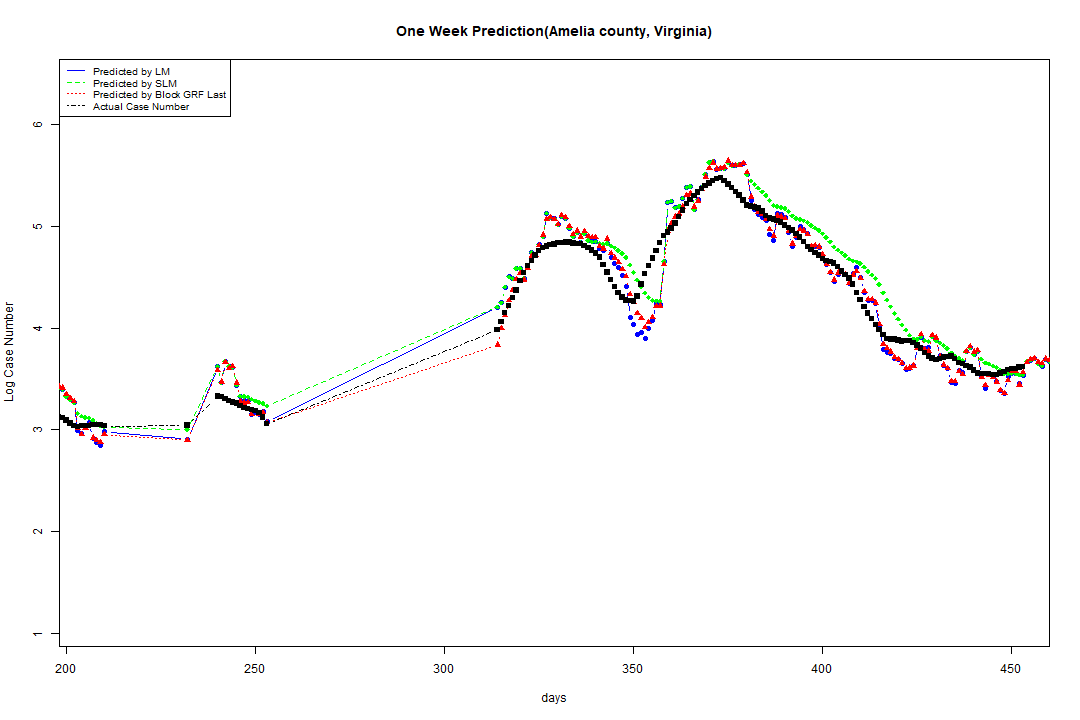 One Week Prediction(Amelia county, Virginia)
Predicted by LM
Predicted by SLM
Predicted by Block GRF Last
Actual Case Number
6
5
4
3
2
1
Log Case Number
200 250 300 350 400 450
days